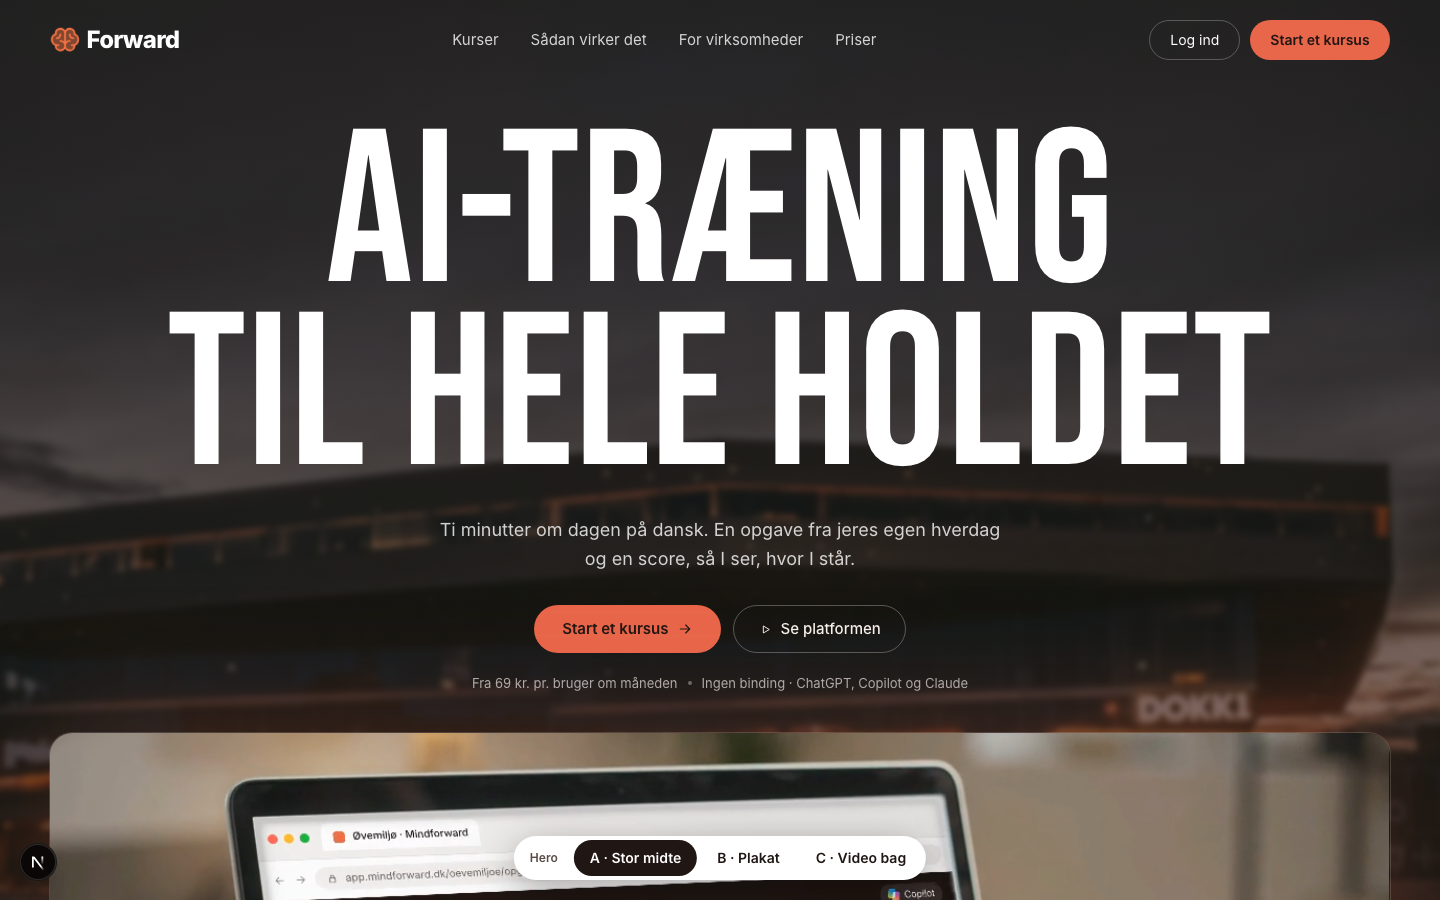 Forward
Kurser
Sådan virker det
For virksomheder
Priser
Log ind
Start et kursus
AI-TRÆNING
TIL HELE HOLDET
Ti minutter om dagen på dansk. En opgave fra jeres egen hverdag
og en score, så I ser, hvor I står.
Start et kursus →
Se platformen
Fra 69 kr. pr. bruger om måneden • Ingen binding · ChatGPT, Copilot og Claude
DOKK1
Øvemiljø · Mindforward
app.mindforward.dk/oevemiljoe/
Copilot
Hero
A · Stor midte
B · Plakat
C · Video bag
N